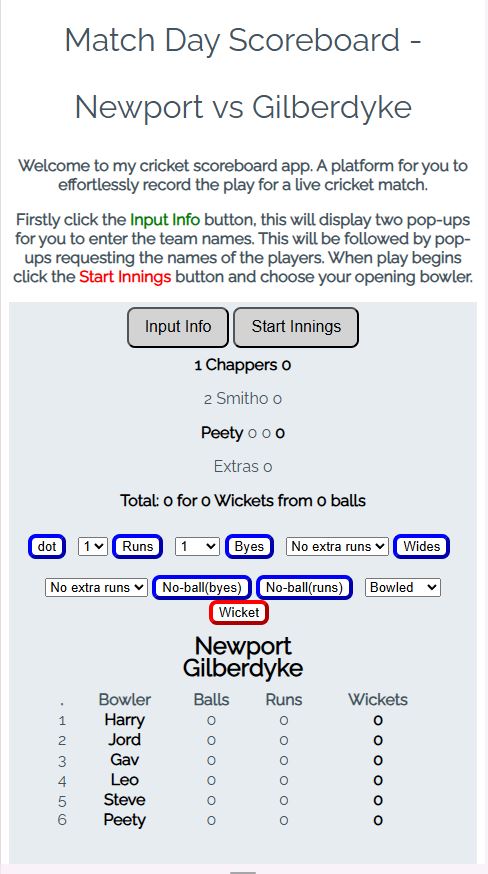 Match Day Scoreboard -
Newport vs Gilberdyke
Welcome to my cricket scoreboard app. A platform for you to
effortlessly record the play for a live cricket match.
Firstly click the Input Info button, this will display two pop-ups
for you to enter the team names. This will be followed by pop-
ups requesting the names of the players. When play begins
click the Start Innings button and choose your opening bowler.
Input Info Start Innings
1 Chappers 0
2 Smitho 0
Peety 0 0 0
Extras 0
Total: 0 for 0 Wickets from 0 balls
dot 1 Runs 1 Byes No extra runs Wides
No extra runs No-ball(byes) No-ball(runs) Bowled
Wicket
Newport
Gilberdyke
. Bowler Balls Runs Wickets
1 Harry 0 0 0
2 Jord 0 0 0
3 Gav 0 0 0
4 Leo 0 0 0
5 Steve 0 0 0
6 Peety 0 0 0